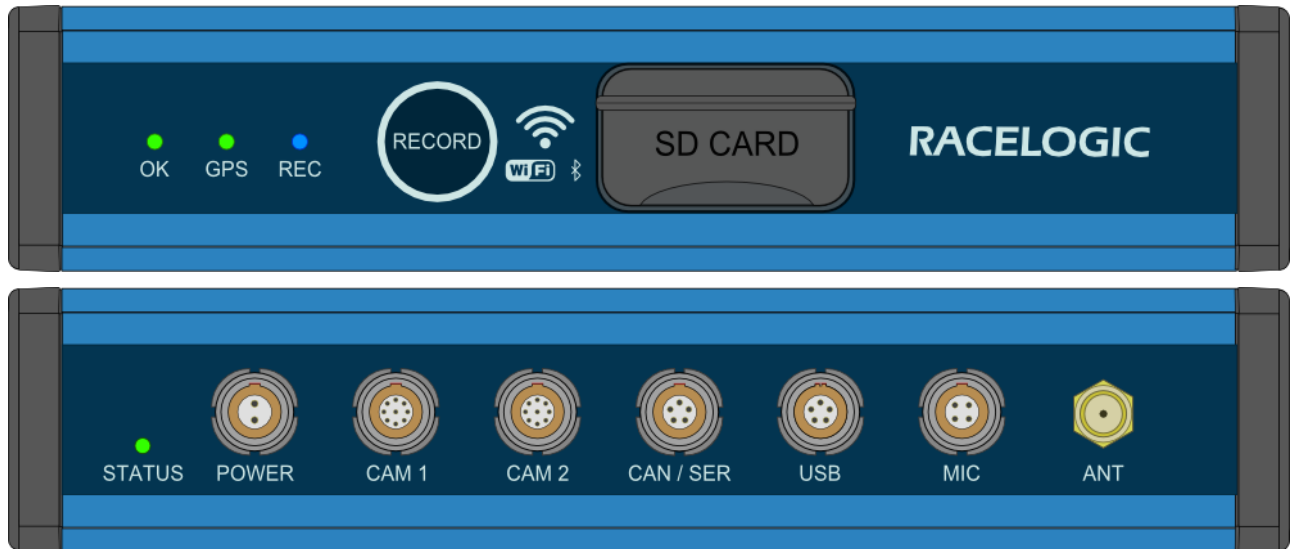 OK GPS REC
RECORD
WiFi
SD CARD
RACELOGIC
STATUS POWER CAM 1 CAM 2 CAN / SER USB MIC ANT